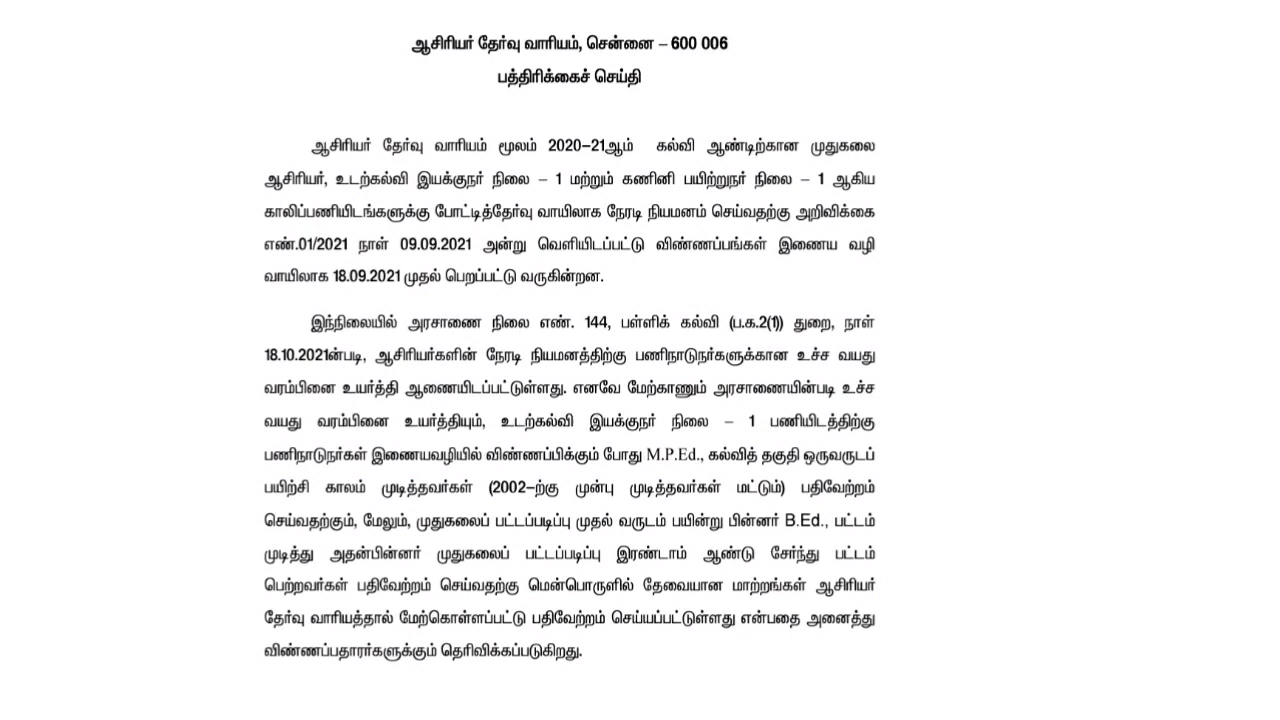 ஆசிரியர் தேர்வு வாரியம், சென்னை – 600 006
பத்திரிக்கைச் செய்தி
ஆசிரியர் தேர்வு வாரியம் மூலம் 2020–21ஆம் கல்வி ஆண்டிற்கான முதுகலை
ஆசிரியர், உடற்கல்வி இயக்குநர் நிலை – 1 மற்றும் கணினி பயிற்றுநர் நிலை – 1 ஆகிய
காலிப்பணியிடங்களுக்கு போட்டித்தேர்வு வாயிலாக நேரடி நியமனம் செய்வதற்கு அறிவிக்கை
எண்.01/2021 நாள் 09.09.2021 அன்று வெளியிடப்பட்டு விண்ணப்பங்கள் இணைய வழி
வாயிலாக 18.09.2021 முதல் பெறப்பட்டு வருகின்றன.
இந்நிலையில் அரசாணை நிலை எண். 144, பள்ளிக் கல்வி (ப.க.2(1)) துறை, நாள்
18.10.2021ன்படி, ஆசிரியர்களின் நேரடி நியமனத்திற்கு பணிநாடுநர்களுக்கான உச்ச வயது
வரம்பினை உயர்த்தி ஆணையிடப்பட்டுள்ளது. எனவே மேற்காணும் அரசாணையின்படி உச்ச
வயது வரம்பினை உயர்த்தியும், உடற்கல்வி இயக்குநர் நிலை – 1 பணியிடத்திற்கு
பணிநாடுநர்கள் இணையவழியில் விண்ணப்பிக்கும் போது M.P.Ed., கல்வித் தகுதி ஒருவருடப்
பயிற்சி காலம் முடித்தவர்கள் (2002–ற்கு முன்பு முடித்தவர்கள் மட்டும்) பதிவேற்றம்
செய்வதற்கும், மேலும், முதுகலைப் பட்டப்படிப்பு முதல் வருடம் பயின்று பின்னர் B.Ed., பட்டம்
முடித்து அதன்பின்னர் முதுகலைப் பட்டப்படிப்பு இரண்டாம் ஆண்டு சேர்ந்து பட்டம்
பெற்றவர்கள் பதிவேற்றம் செய்வதற்கு மென்பொருளில் தேவையான மாற்றங்கள் ஆசிரியர்
தேர்வு வாரியத்தால் மேற்கொள்ளப்பட்டு பதிவேற்றம் செய்யப்பட்டுள்ளது என்பதை அனைத்து
விண்ணப்பதாரர்களுக்கும் தெரிவிக்கப்படுகிறது.